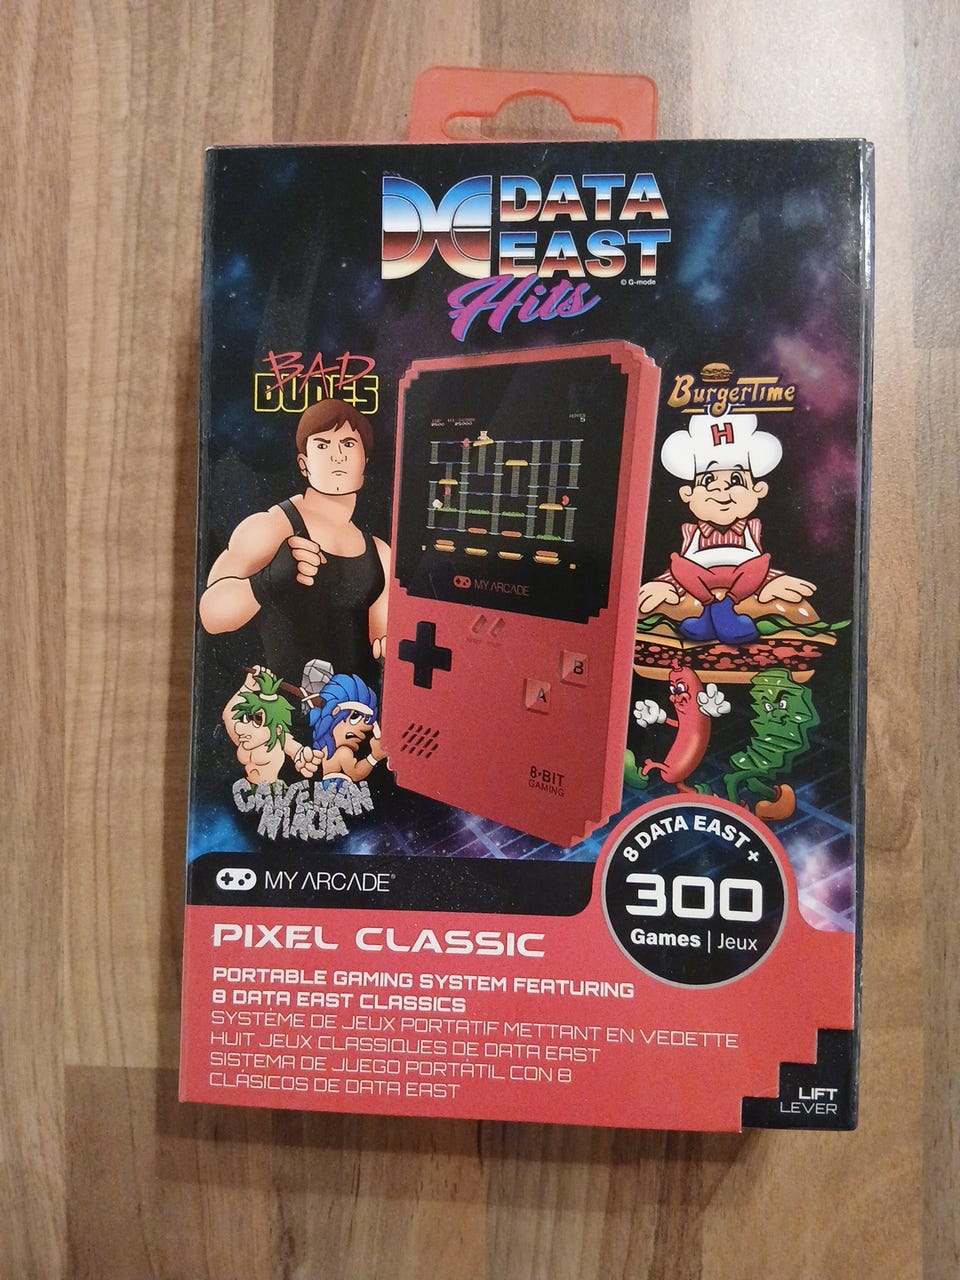 DATA
EAST
© G-mode
Hits
BAD
DUDES
BurgerTime
H
MY ARCADE
B
A
8-BIT
GAMING
CAVEMAN
NINJA
8 DATA EAST +
300
Games | Jeux
MY ARCADE®
PIXEL CLASSIC
PORTABLE GAMING SYSTEM FEATURING
8 DATA EAST CLASSICS
SYSTÈME DE JEUX PORTATIF METTANT EN VEDETTE
HUIT JEUX CLASSIQUES DE DATA EAST
SISTEMA DE JUEGO PORTÁTIL CON 8
CLÁSICOS DE DATA EAST
LIFT
LEVER